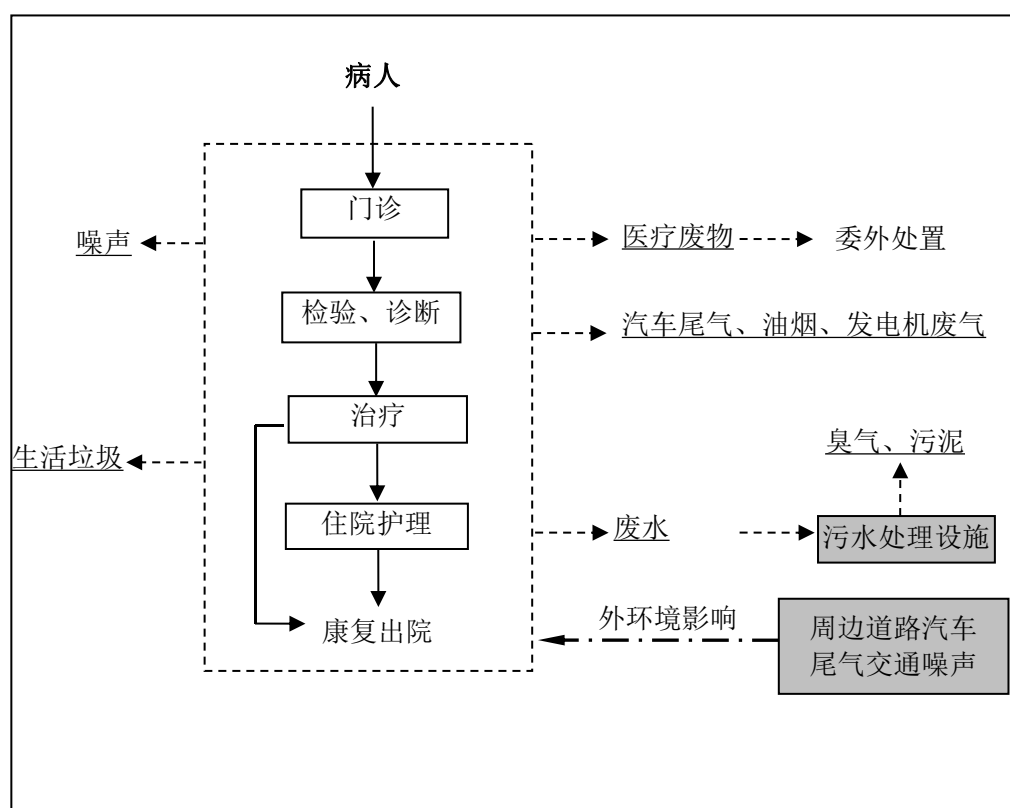 病人
门诊
噪声
医疗废物
委外处置
检验、诊断
汽车尾气、油烟、发电机废气
治疗
生活垃圾
臭气、污泥
住院护理
废水
污水处理设施
康复出院
外环境影响
周边道路汽车
尾气交通噪声